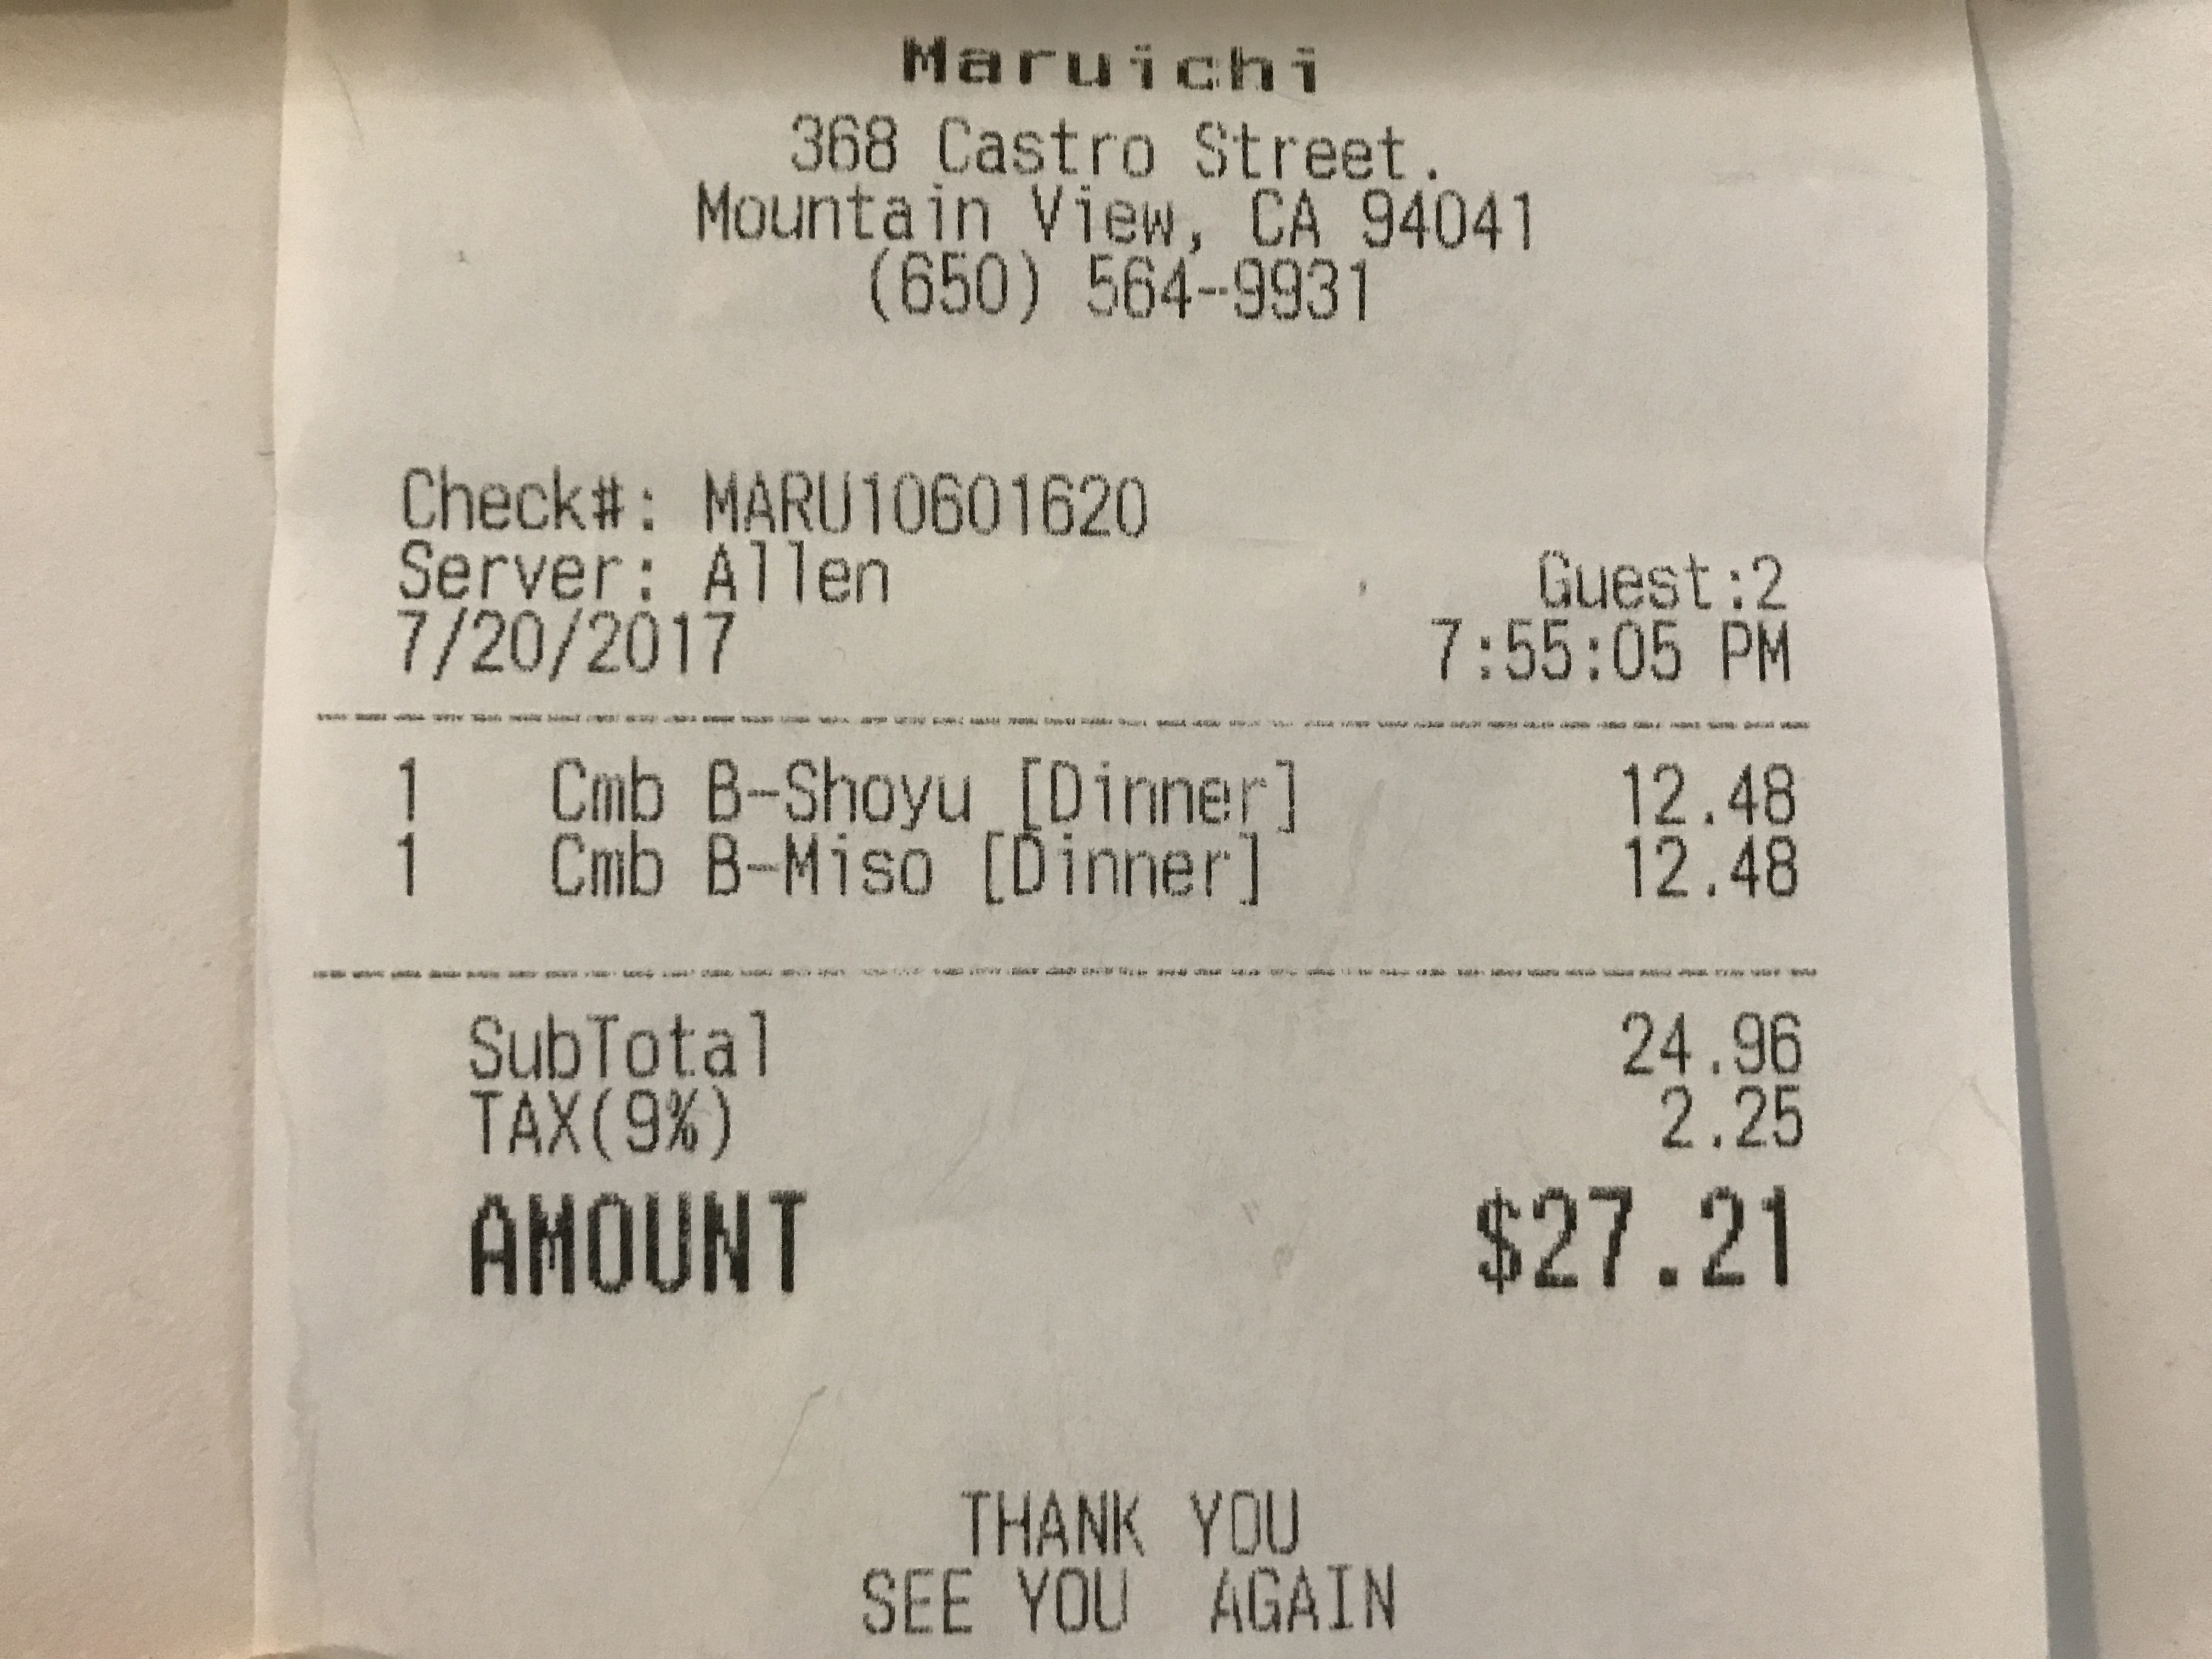 Maruichi
368 Castro Street.
Mountain View, CA 94041
(650) 564-9931
Check#: MARU10601620
Server: Allen Guest:2
7/20/2017 7:55:05 PM
1 Cmb B-Shoyu [Dinner] 12.48
1 Cmb B-Miso [Dinner] 12.48
SubTotal 24.96
TAX(9%) 2.25
AMOUNT $27.21
THANK YOU
SEE YOU AGAIN